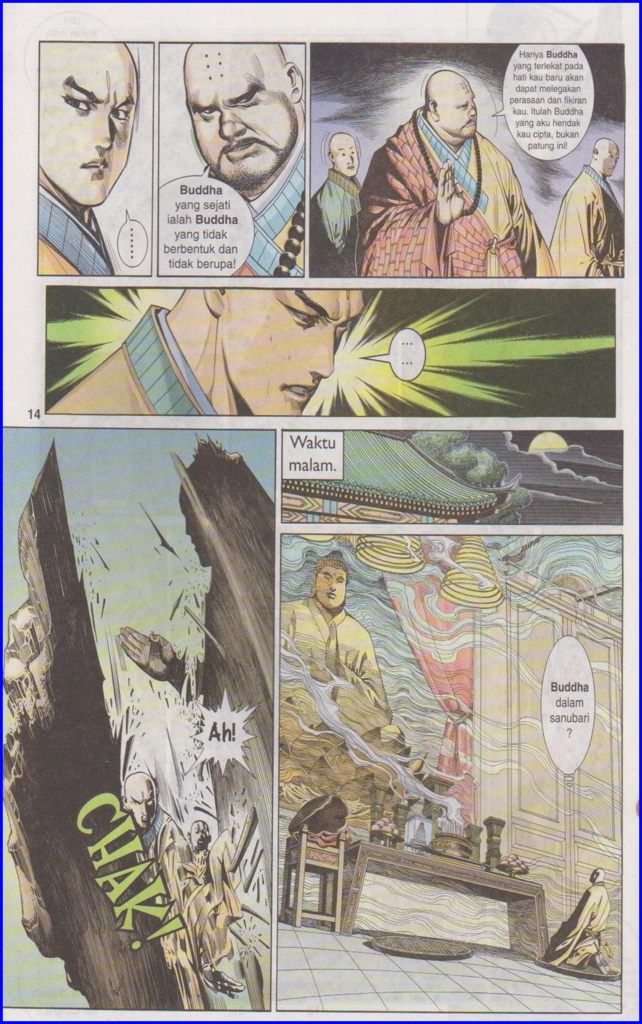 ......
Buddha
yang sejati
ialah Buddha
yang tidak
berbentuk dan
tidak berupa!
Hanya Buddha
yang terlekat pada
hati kau baru akan
dapat melegakan
perasaan dan fikiran
kau. Itulah Buddha
yang aku hendak
kau cipta, bukan
patung ini!
... ...
14
Ah!
CHAK!
Waktu
malam.
Buddha
dalam
sanubari
?